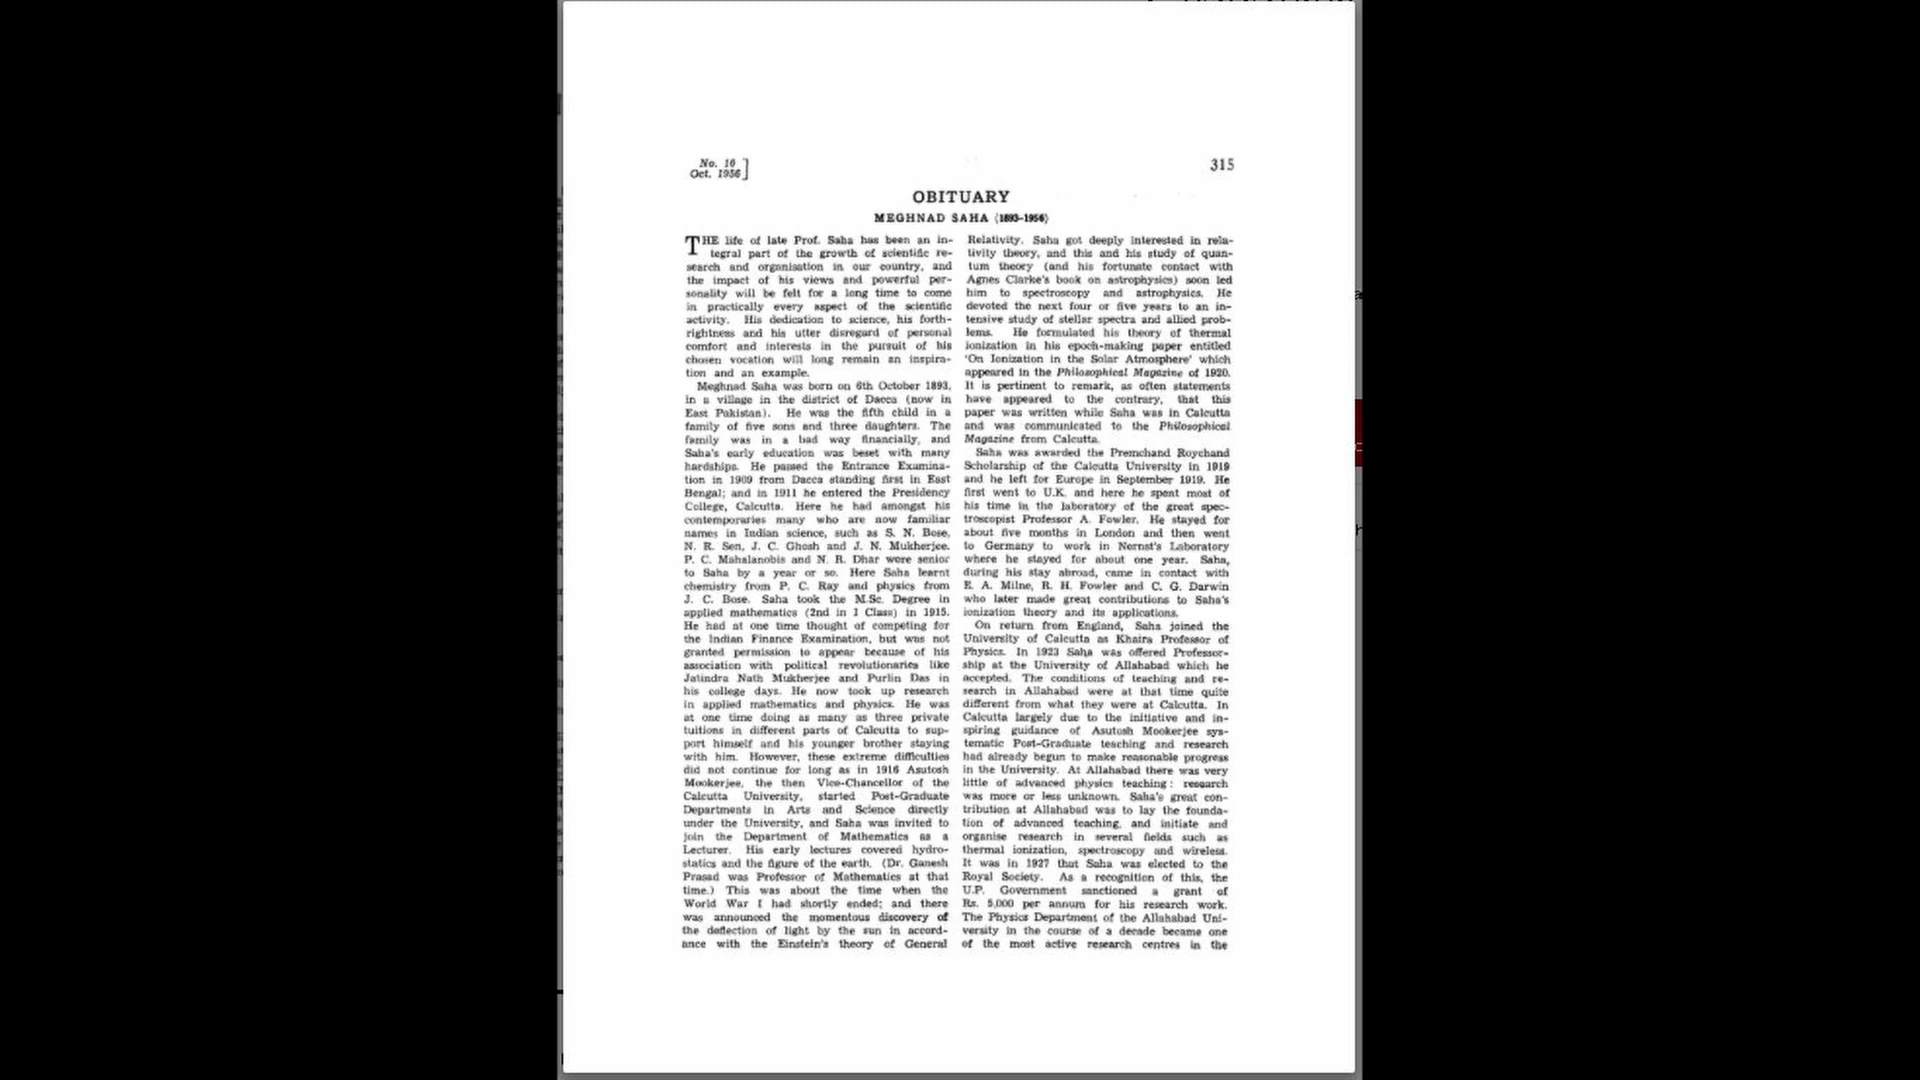 No. 10
Oct. 1956]
315
OBITUARY
MEGHNAD SAHA (1893–1956)
THE life of late Prof. Saha has been an in-
tegral part of the growth of scientific re-
search and organisation in our country, and
the impact of his views and powerful per-
sonality will be felt for a long time to come
in practically every aspect of the scientific
activity. His dedication to science, his forth-
rightness and his utter disregard of personal
comfort and interests in the pursuit of his
chosen vocation will long remain an inspira-
tion and an example.
Meghnad Saha was born on 6th October 1893,
in a village in the district of Dacca (now in
East Pakistan). He was the fifth child in a
family of five sons and three daughters. The
family was in a bad way financially, and
Saha's early education was beset with many
hardships. He passed the Entrance Examina-
tion in 1909 from Dacca standing first in East
Bengal; and in 1911 he entered the Presidency
College, Calcutta. Here he had amongst his
contemporaries many who are now familiar
names in Indian science, such as S. N. Bose,
N. R. Sen, J. C. Ghosh and J. N. Mukherjee.
P. C. Mahalanobis and N. R. Dhar were senior
to Saha by a year or so. Here Saha learnt
chemistry from P. C. Ray and physics from
J. C. Bose. Saha took the M.Sc. Degree in
applied mathematics (2nd in I Class) in 1915.
He had at one time thought of competing for
the Indian Finance Examination, but was not
granted permission to appear because of his
association with political revolutionaries like
Jatindra Nath Mukherjee and Purlin Das in
his college days. He now took up research
in applied mathematics and physics. He was
at one time doing as many as three private
tuitions in different parts of Calcutta to sup-
port himself and his younger brother staying
with him. However, these extreme difficulties
did not continue for long as in 1916 Asutosh
Mookerjee, the then Vice-Chancellor of the
Calcutta University, started Post-Graduate
Departments in Arts and Science directly
under the University, and Saha was invited to
join the Department of Mathematics as a
Lecturer. His early lectures covered hydro-
statics and the figure of the earth. (Dr. Ganesh
Prasad was Professor of Mathematics at that
time.) This was about the time when the
World War I had shortly ended; and there
was announced the momentous discovery of
the deflection of light by the sun in accord-
ance with the Einstein's theory of General
Relativity. Saha got deeply interested in rela-
tivity theory, and this and his study of quan-
tum theory (and his fortunate contact with
Agnes Clarke's book on astrophysics) soon led
him to spectroscopy and astrophysics. He
devoted the next four or five years to an in-
tensive study of stellar spectra and allied prob-
lems. He formulated his theory of thermal
ionization in his epoch-making paper entitled
'On Ionization in the Solar Atmosphere' which
appeared in the Philosophical Magazine of 1920.
It is pertinent to remark, as often statements
have appeared to the contrary, that this
paper was written while Saha was in Calcutta
and was communicated to the Philosophical
Magazine from Calcutta.
Saha was awarded the Premchand Roychand
Scholarship of the Calcutta University in 1919
and he left for Europe in September 1919. He
first went to U.K. and here he spent most of
his time in the laboratory of the great spec-
troscopist Professor A. Fowler. He stayed for
about five months in London and then went
to Germany to work in Nernst's Laboratory
where he stayed for about one year. Saha,
during his stay abroad, came in contact with
E. A. Milne, R. H. Fowler and C. G. Darwin
who later made great contributions to Saha's
ionization theory and its applications.
On return from England, Saha joined the
University of Calcutta as Khaira Professor of
Physics. In 1923 Saha was offered Professor-
ship at the University of Allahabad which he
accepted. The conditions of teaching and re-
search in Allahabad were at that time quite
different from what they were at Calcutta. In
Calcutta largely due to the initiative and in-
spiring guidance of Asutosh Mookerjee sys-
tematic Post-Graduate teaching and research
had already begun to make reasonable progress
in the University. At Allahabad there was very
little of advanced physics teaching: research
was more or less unknown. Saha's great con-
tribution at Allahabad was to lay the founda-
tion of advanced teaching, and initiate and
organise research in several fields such as
thermal ionization, spectroscopy and wireless.
It was in 1927 that Saha was elected to the
Royal Society. As a recognition of this, the
U.P. Government sanctioned a grant of
Rs. 5,000 per annum for his research work.
The Physics Department of the Allahabad Uni-
versity in the course of a decade became one
of the most active research centres in the